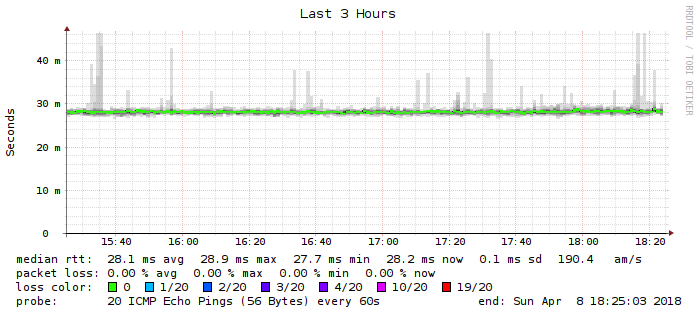 Last 3 Hours
RRDTOOL / TOBI OETIKER
Seconds
40 m
30 m
20 m
10 m
0
15:40 16:00 16:20 16:40 17:00 17:20 17:40 18:00 18:20
median rtt: 28.1 ms avg 28.9 ms max 27.7 ms min 28.2 ms now 0.1 ms sd 190.4 am/s
packet loss: 0.00 % avg 0.00 % max 0.00 % min 0.00 % now
loss color: 0 1/20 2/20 3/20 4/20 10/20 19/20
probe: 20 ICMP Echo Pings (56 Bytes) every 60s end: Sun Apr 8 18:25:03 2018